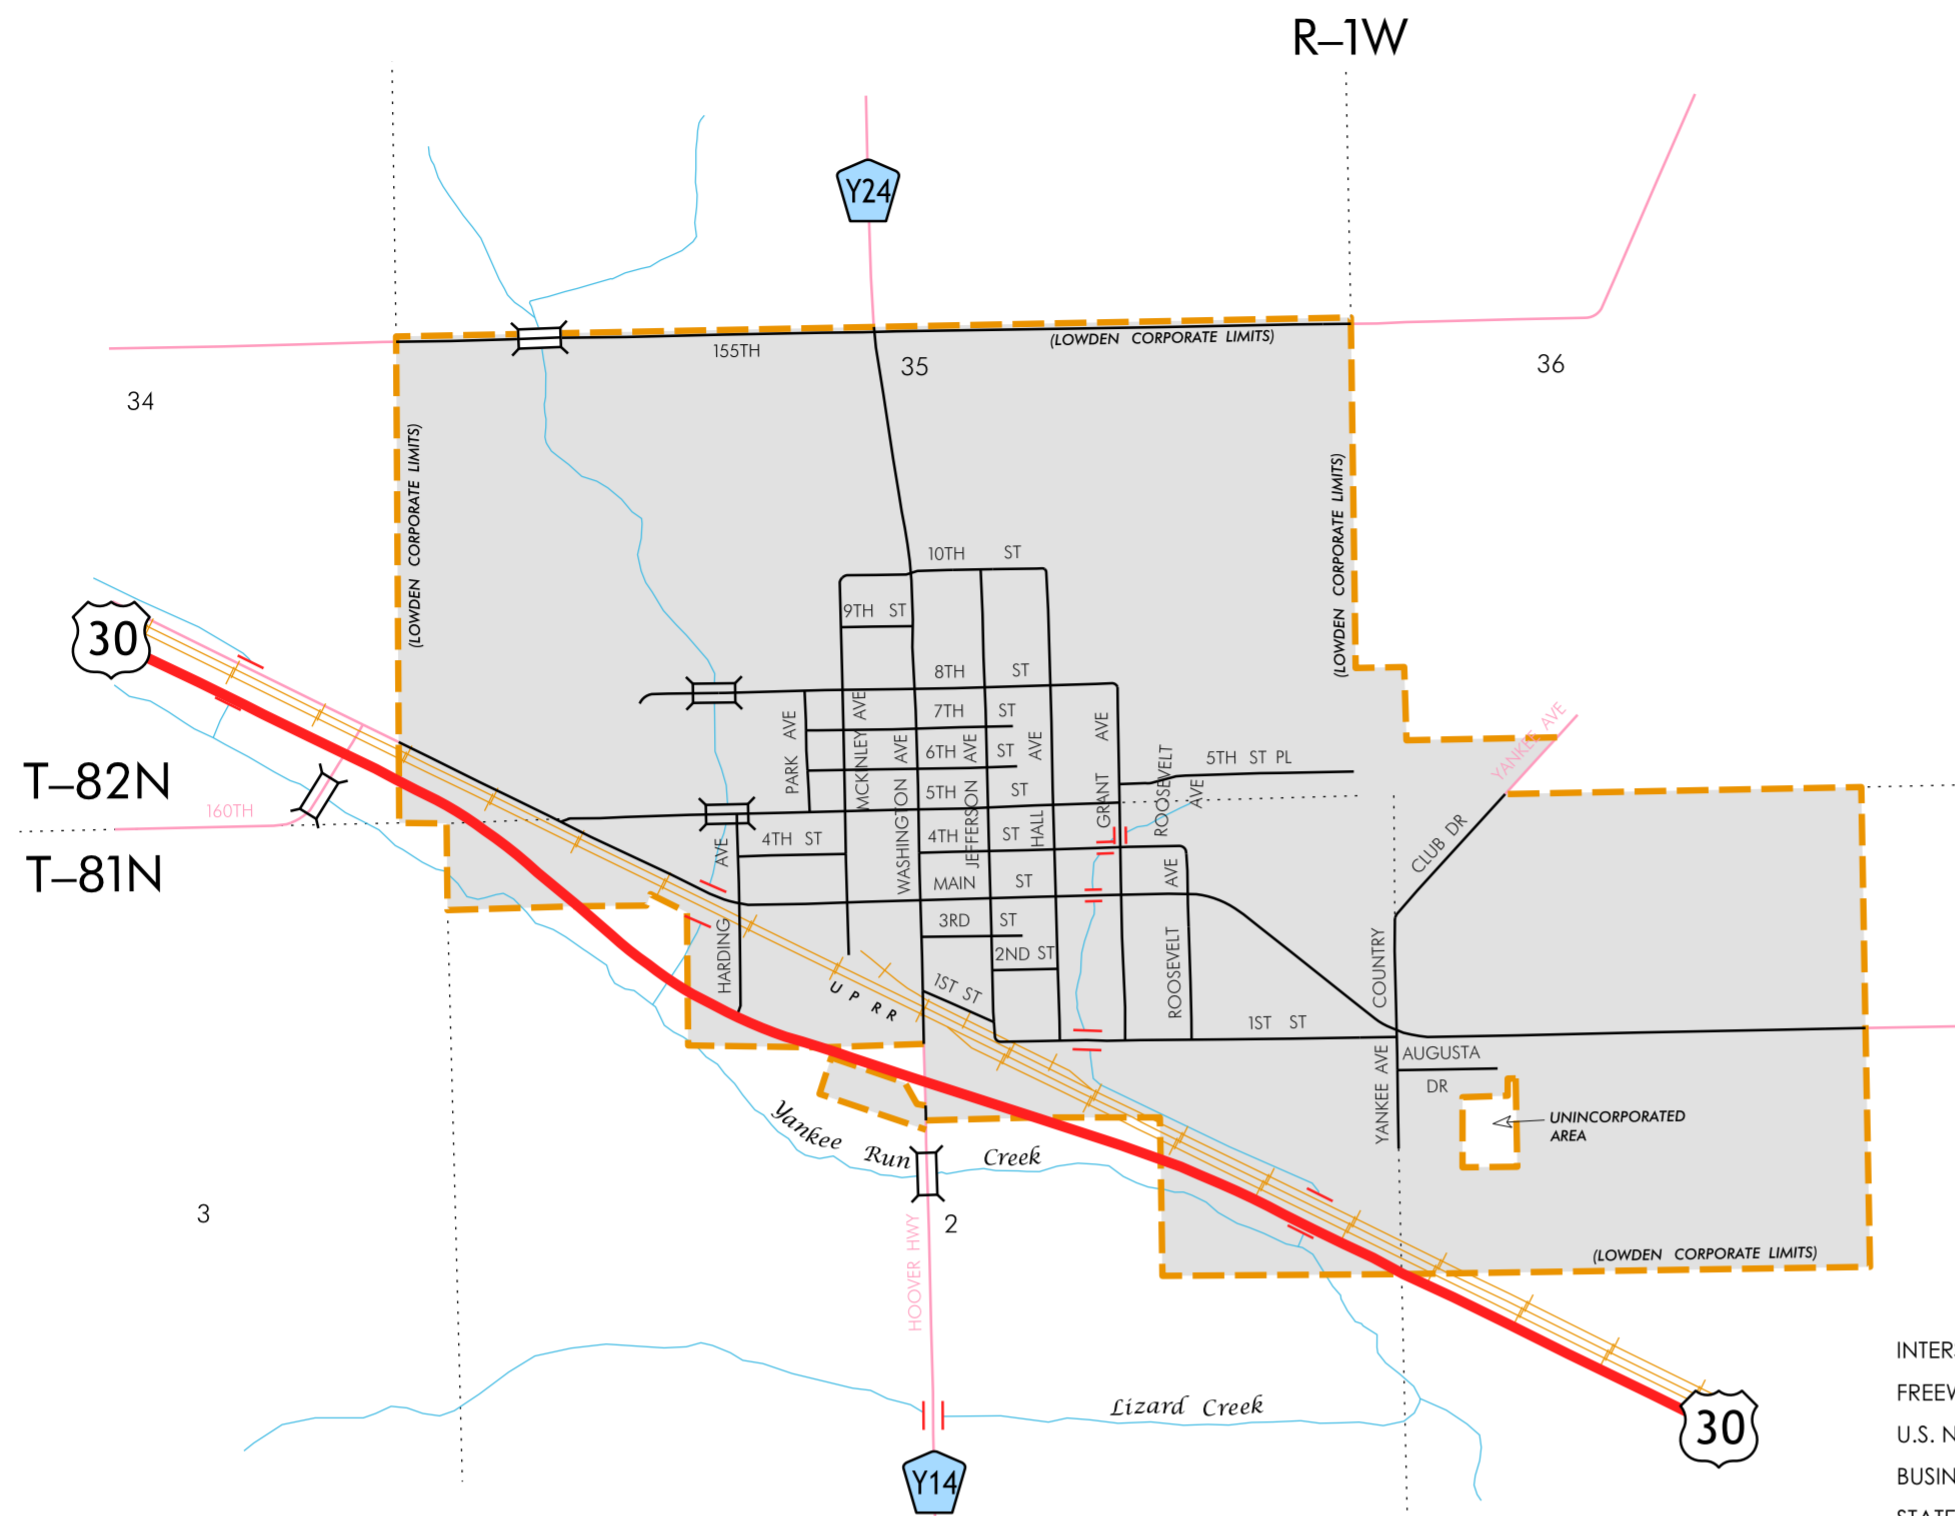 R–1W
Y24
(LOWDEN CORPORATE LIMITS)
155TH
35
36
34
(LOWDEN CORPORATE LIMITS)
(LOWDEN CORPORATE LIMITS)
10TH ST
9TH ST
30
8TH ST
7TH ST
PARK AVE
MCKINLEY AVE
WASHINGTON AVE
JEFFERSON AVE
HALL AVE
GRANT AVE
ROOSEVELT AVE
YANKEE AVE
6TH ST
5TH ST PL
T–82N
5TH ST
160TH
4TH ST
4TH ST
CLUB DR
T–81N
HARDING AVE
MAIN ST
ROOSEVELT AVE
3RD ST
COUNTRY
2ND ST
1ST ST
U P R R
1ST ST
YANKEE AVE
AUGUSTA
DR
UNINCORPORATED
AREA
Yankee Run Creek
3
2
HOOVER HWY
(LOWDEN CORPORATE LIMITS)
INTER
FREEW
Lizard Creek
30
U.S. N
Y14
BUSIN
STATE